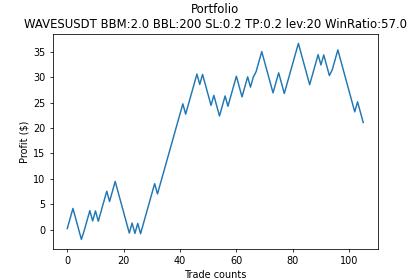 Portfolio
WAVESUSDT BBM:2.0 BBL:200 SL:0.2 TP:0.2 lev:20 WinRatio:57.0
35
30
25
20
15
10
5
0
Profit ($)
0 20 40 60 80 100
Trade counts